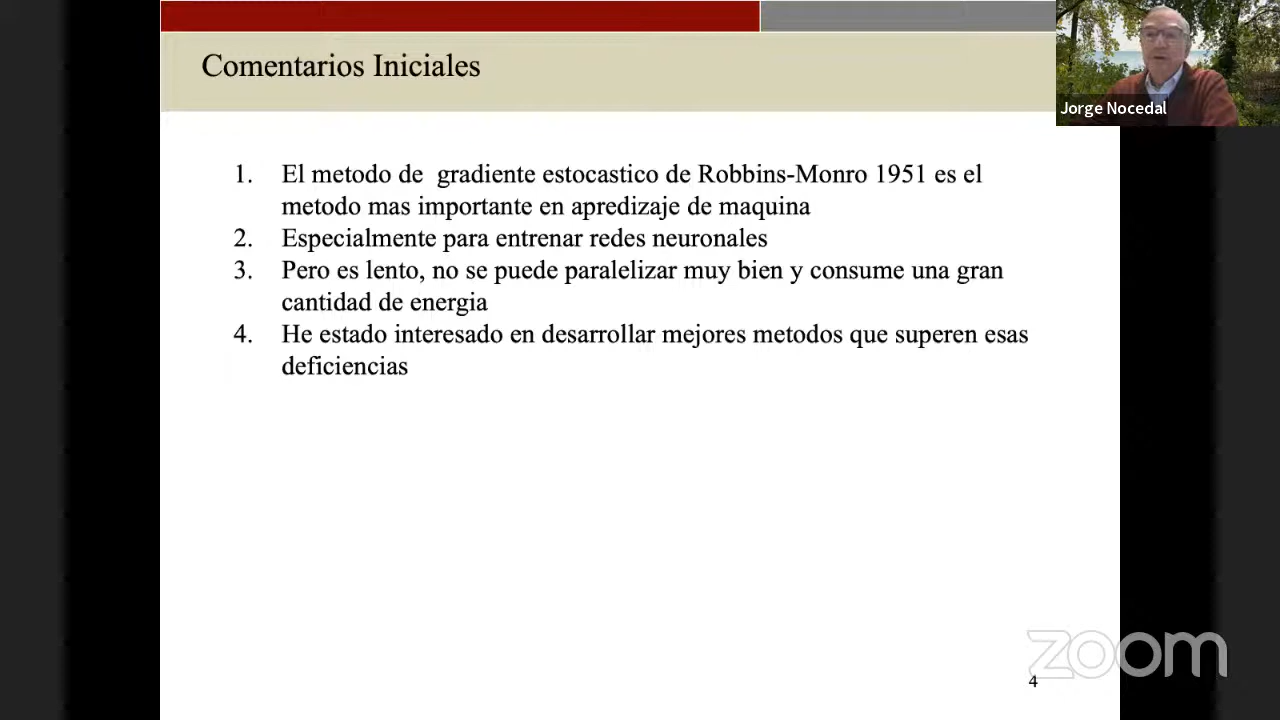 Comentarios Iniciales
Jorge Nocedal
1. El metodo de gradiente estocastico de Robbins-Monro 1951 es el
metodo mas importante en apredizaje de maquina
2. Especialmente para entrenar redes neuronales
3. Pero es lento, no se puede paralelizar muy bien y consume una gran
cantidad de energia
4. He estado interesado en desarrollar mejores metodos que superen esas
deficiencias
zoom
4